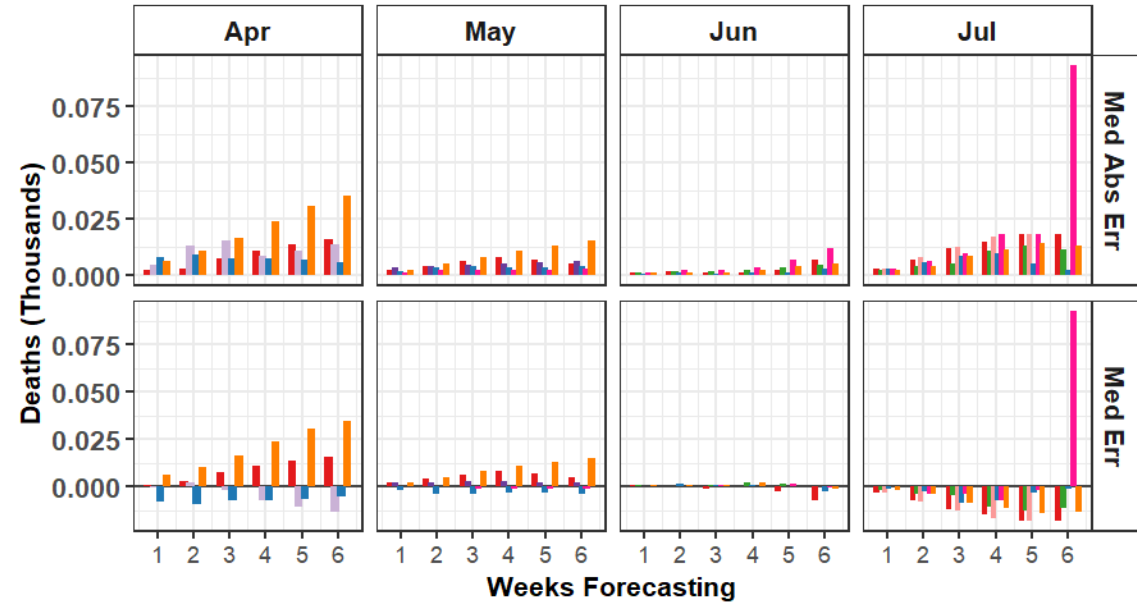 Apr May Jun Jul
Deaths (Thousands)
0.075
0.050
0.025
0.000
Med Abs Err
0.075
0.050
0.025
0.000
Med Err
1 2 3 4 5 6 1 2 3 4 5 6 1 2 3 4 5 6 1 2 3 4 5 6
Weeks Forecasting